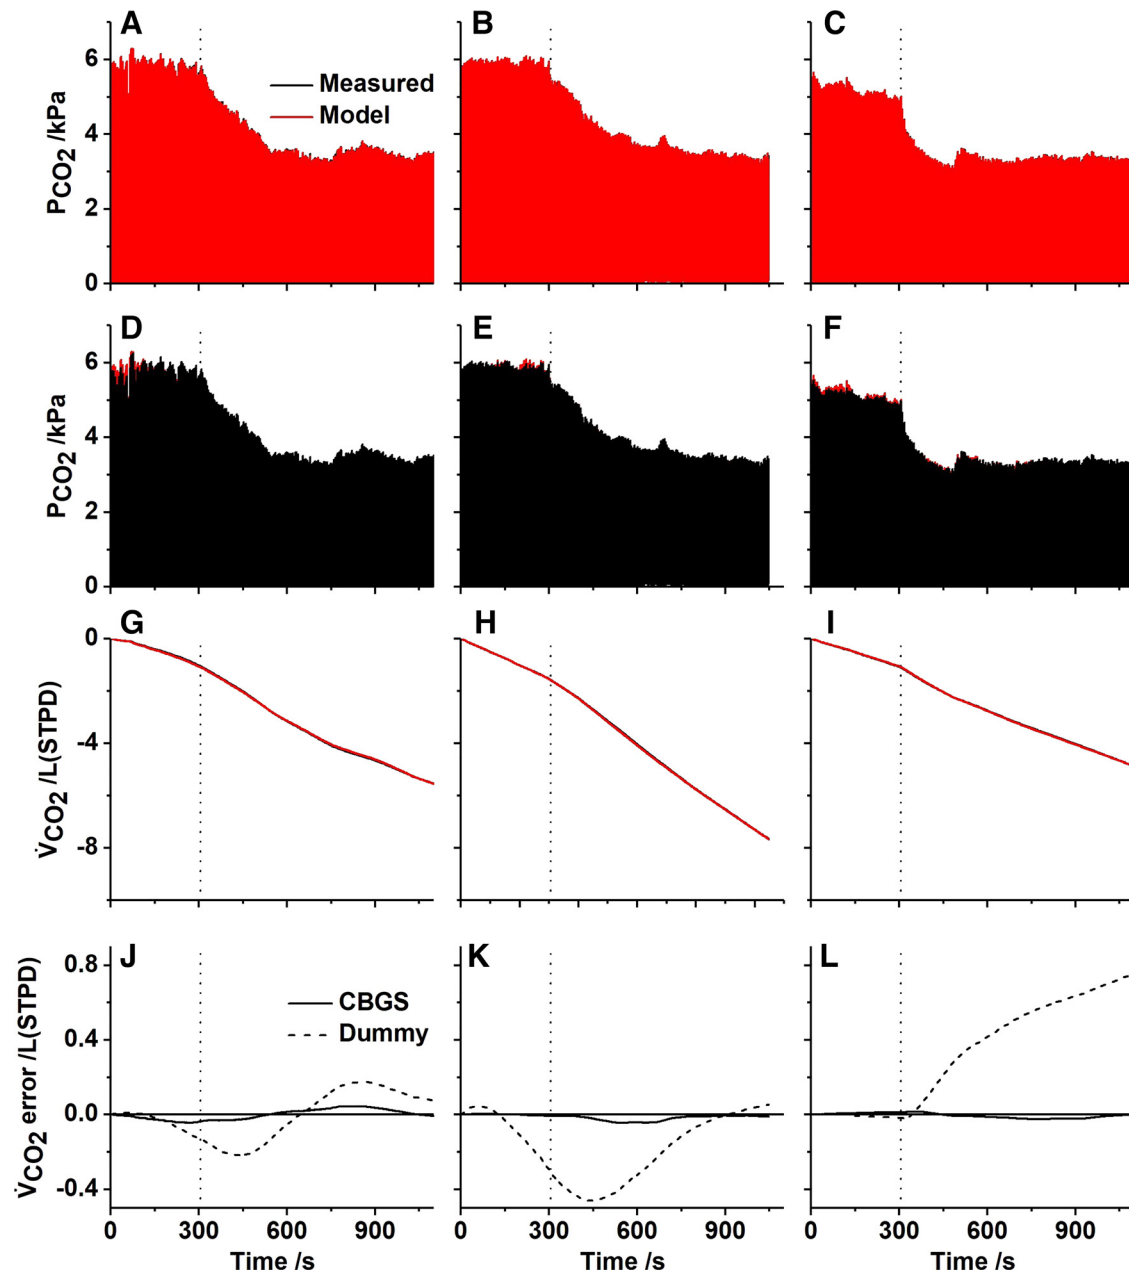 A
B
C
6
4
2
0
PCO2 /kPa
Measured
Model
D
E
F
6
4
2
0
PCO2 /kPa
G
H
I
0
-4
-8
V̇CO2 /L(STPD)
J
K
L
0.8
0.4
0.0
-0.4
V̇CO2 error /L(STPD)
CBGS
Dummy
0 300 600 900
0 300 600 900
0 300 600 900
Time /s
Time /s
Time /s